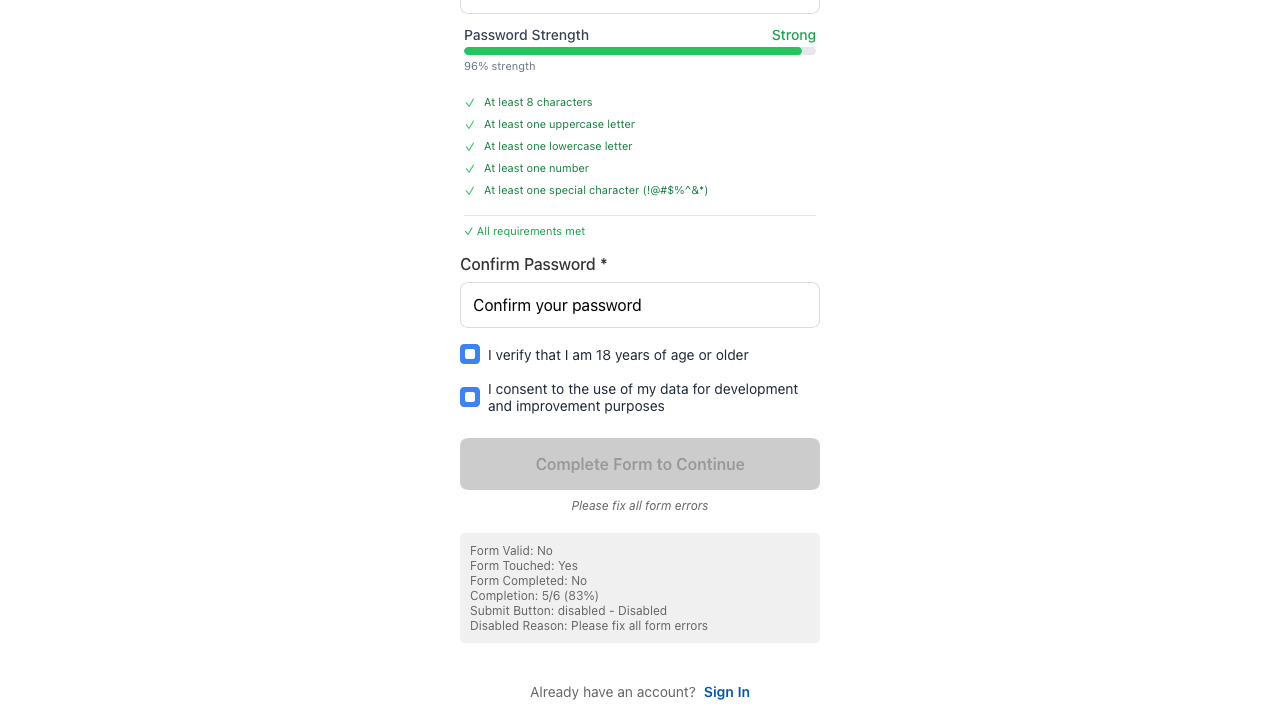 Password Strength Strong
96% strength
✓ At least 8 characters
✓ At least one uppercase letter
✓ At least one lowercase letter
✓ At least one number
✓ At least one special character (!@#$%^&*)
✓ All requirements met
Confirm Password *
Confirm your password
I verify that I am 18 years of age or older
I consent to the use of my data for development
and improvement purposes
Complete Form to Continue
Please fix all form errors
Form Valid: No
Form Touched: Yes
Form Completed: No
Completion: 5/6 (83%)
Submit Button: disabled - Disabled
Disabled Reason: Please fix all form errors
Already have an account? Sign In